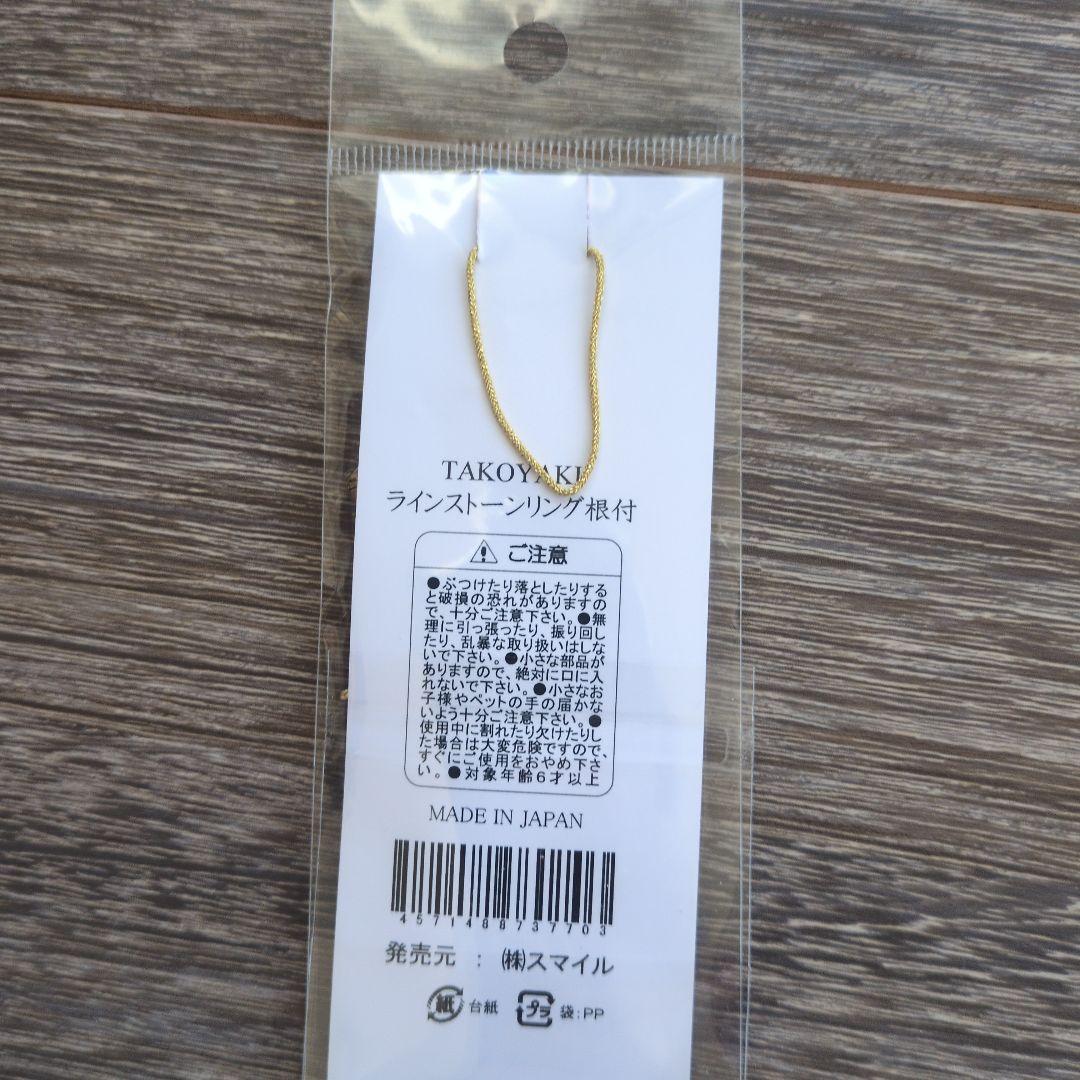 TAKOYAKI
ラインストーンリング根付
ご注意
●ぶつけたり落としたりする
と破損の恐れがありますの
で、十分ご注意下さい。●無
理に引っ張ったり、振り回し
たり、乱暴な取り扱いはしな
いで下さい。●小さな部品が
ありますので、絶対に口に入
れないで下さい。●小さなお
子様やペットの手の届かな
いよう十分ご注意下さい。●
使用中に割れたり欠けたりし
た場合は大変危険ですので、
すぐにご使用をおやめ下さ
い。●対象年齢6才以上
MADE IN JAPAN
4571488737703
発売元 : ㈱スマイル
紙 台紙 プラ 袋:PP